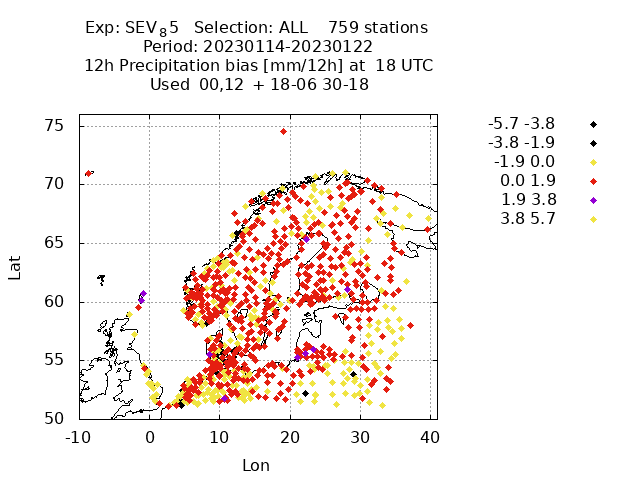 Exp: SEV₈5 Selection: ALL 759 stations
Period: 20230114-20230122
12h Precipitation bias [mm/12h] at 18 UTC
Used 00,12 + 18-06 30-18
75
70
65
60
55
50
-10 0 10 20 30 40
Lat
Lon
-5.7 -3.8
-3.8 -1.9
-1.9 0.0
0.0 1.9
1.9 3.8
3.8 5.7